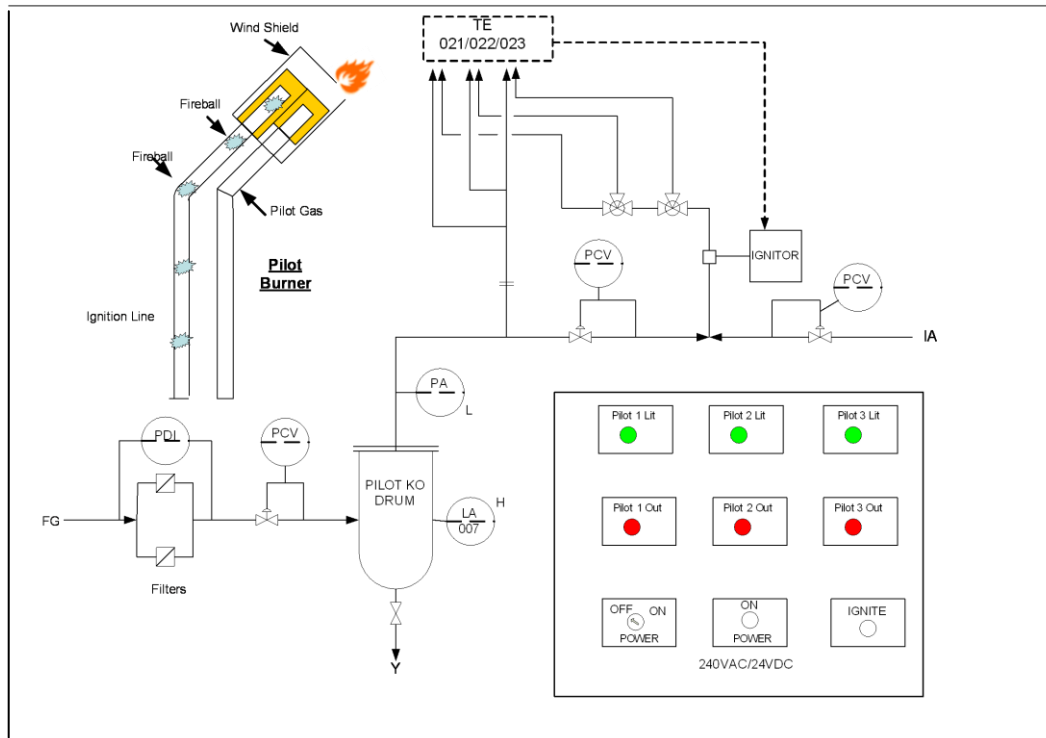 Wind Shield
TE
021/022/023
Fireball
Fireball
Pilot Gas
Pilot
Burner
PCV
IGNITOR
PCV
Ignition Line
IA
PA
L
Pilot 1 Lit
Pilot 2 Lit
Pilot 3 Lit
PDI
PCV
PILOT KO
DRUM
H
FG
LA
007
Pilot 1 Out
Pilot 2 Out
Pilot 3 Out
Filters
OFF
ON
POWER
ON
POWER
IGNITE
Y
240VAC/24VDC